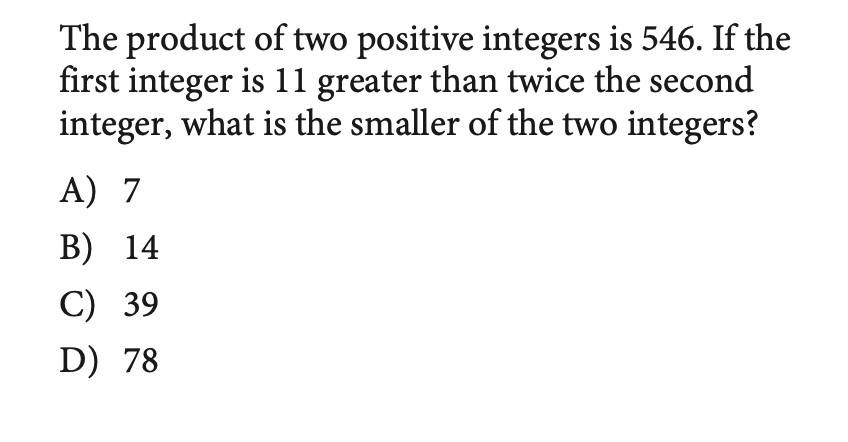 The product of two positive integers is 546. If the
first integer is 11 greater than twice the second
integer, what is the smaller of the two integers?
A) 7
B) 14
C) 39
D) 78